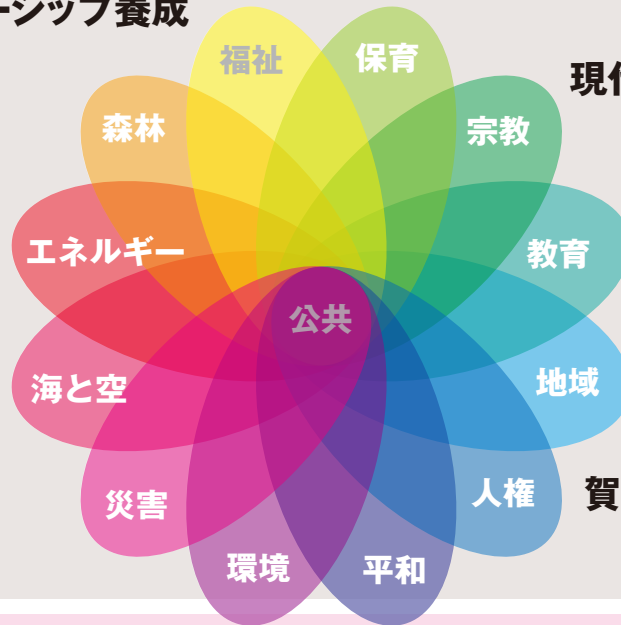 ーシップ養成
福祉
保育
現代
森林
宗教
エネルギー
教育
公共
海と空
地域
災害
人権
賀
環境
平和